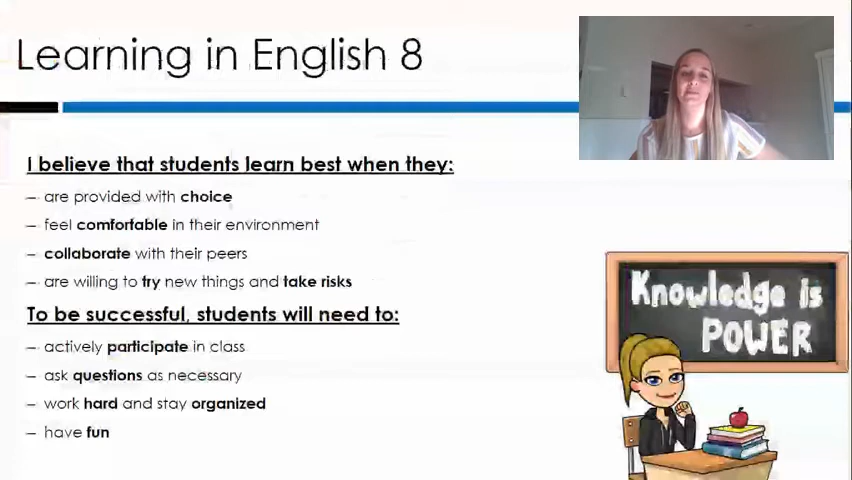 Learning in English 8
I believe that students learn best when they:
– are provided with choice
– feel comfortable in their environment
– collaborate with their peers
– are willing to try new things and take risks
To be successful, students will need to:
– actively participate in class
– ask questions as necessary
– work hard and stay organized
– have fun
Knowledge is
POWER